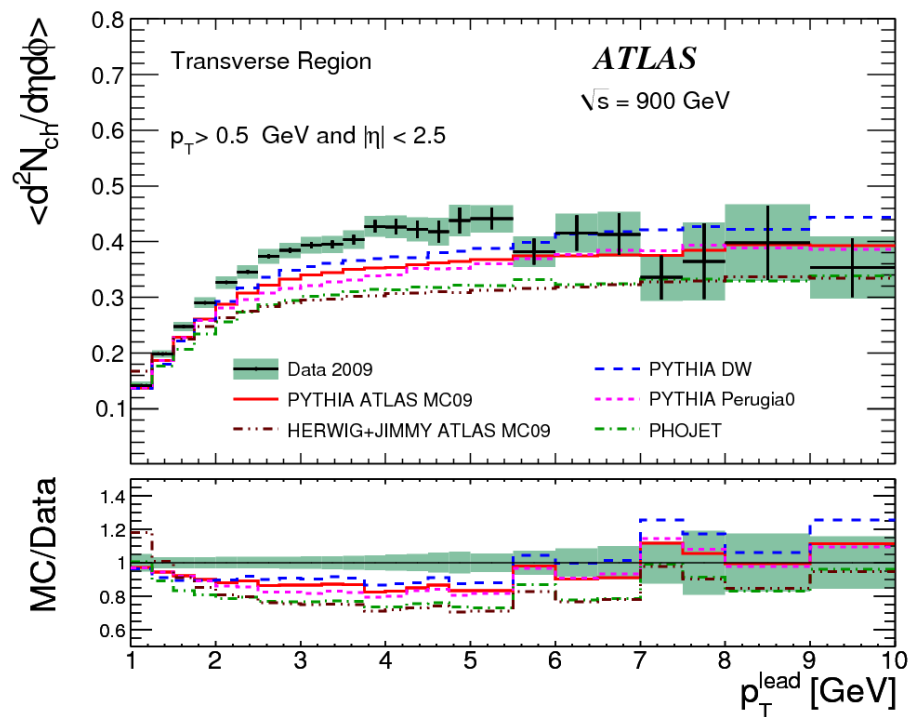 <d²N_ch/dηdφ>
0.8
0.7
0.6
0.5
0.4
0.3
0.2
0.1
Transverse Region
ATLAS
√s = 900 GeV
p_T > 0.5 GeV and |η| < 2.5
Data 2009
PYTHIA ATLAS MC09
HERWIG+JIMMY ATLAS MC09
PYTHIA DW
PYTHIA Perugia0
PHOJET
MC/Data
1.4
1.2
1
0.8
0.6
1 2 3 4 5 6 7 8 9 10
p_T^lead [GeV]